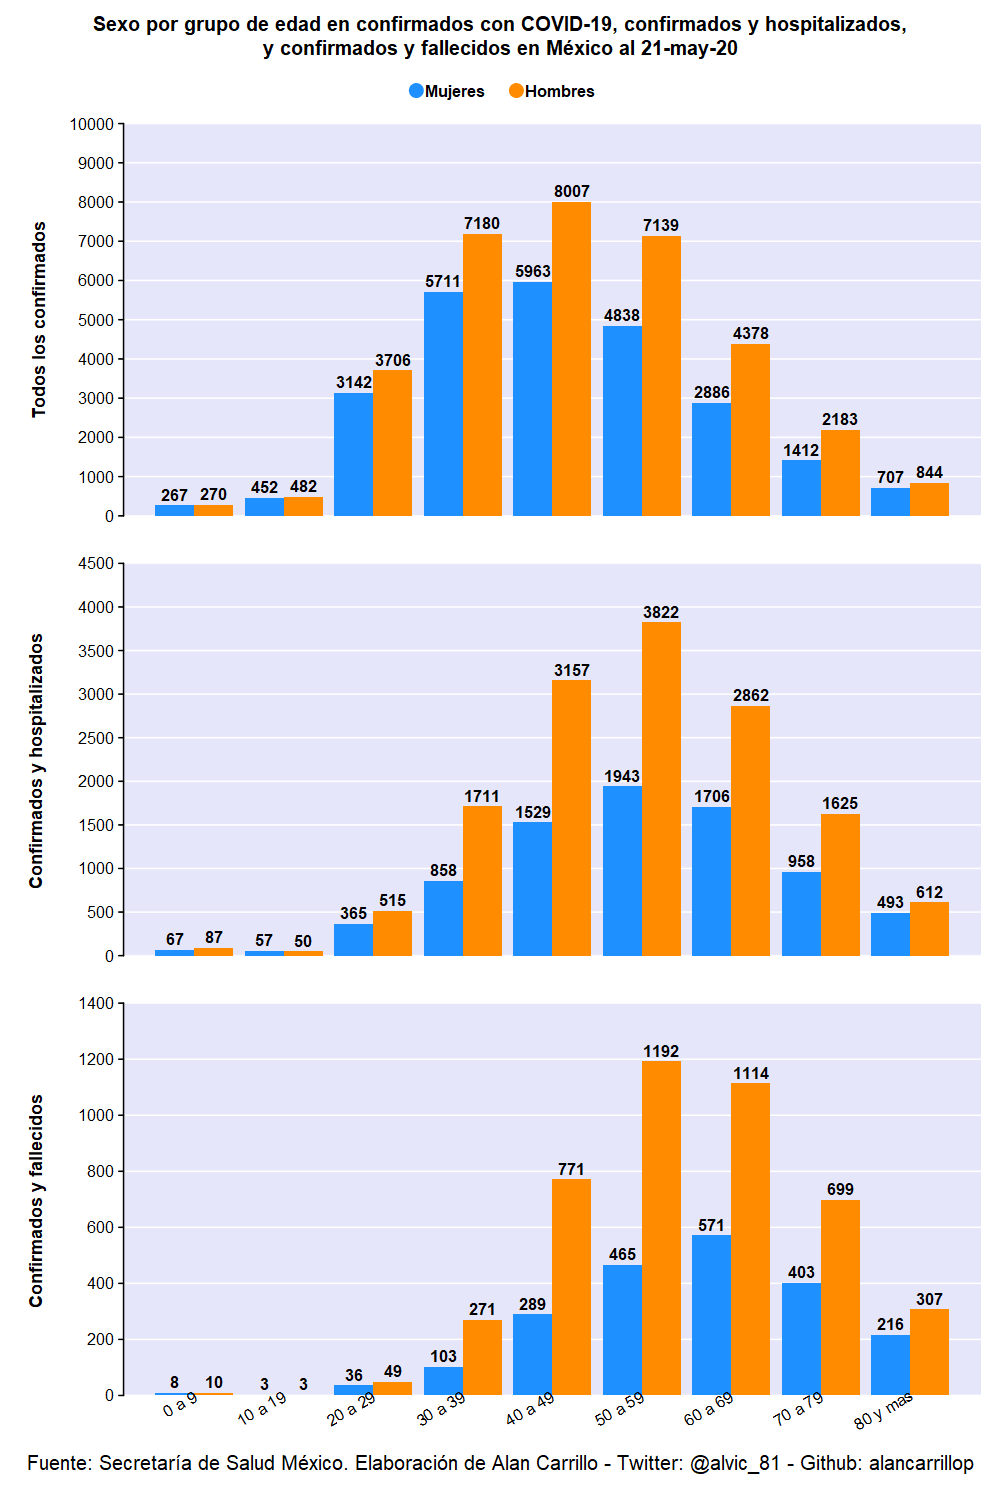 Sexo por grupo de edad en confirmados con COVID-19, confirmados y hospitalizados,
y confirmados y fallecidos en México al 21-may-20
Mujeres Hombres
Todos los confirmados
10000
9000
8000
7000
6000
5000
4000
3000
2000
1000
0
267 270 452 482 3142 3706 5711 7180 5963 8007 4838 7139 2886 4378 1412 2183 707 844
Confirmados y hospitalizados
4500
4000
3500
3000
2500
2000
1500
1000
500
0
67 87 57 50 365 515 858 1711 1529 3157 1943 3822 1706 2862 958 1625 493 612
Confirmados y fallecidos
1400
1200
1000
800
600
400
200
0
8 10 3 3 36 49 103 271 289 771 465 1192 571 1114 403 699 216 307
0 a 9 10 a 19 20 a 29 30 a 39 40 a 49 50 a 59 60 a 69 70 a 79 80 y mas
Fuente: Secretaría de Salud México. Elaboración de Alan Carrillo - Twitter: @alvic_81 - Github: alancarrillop